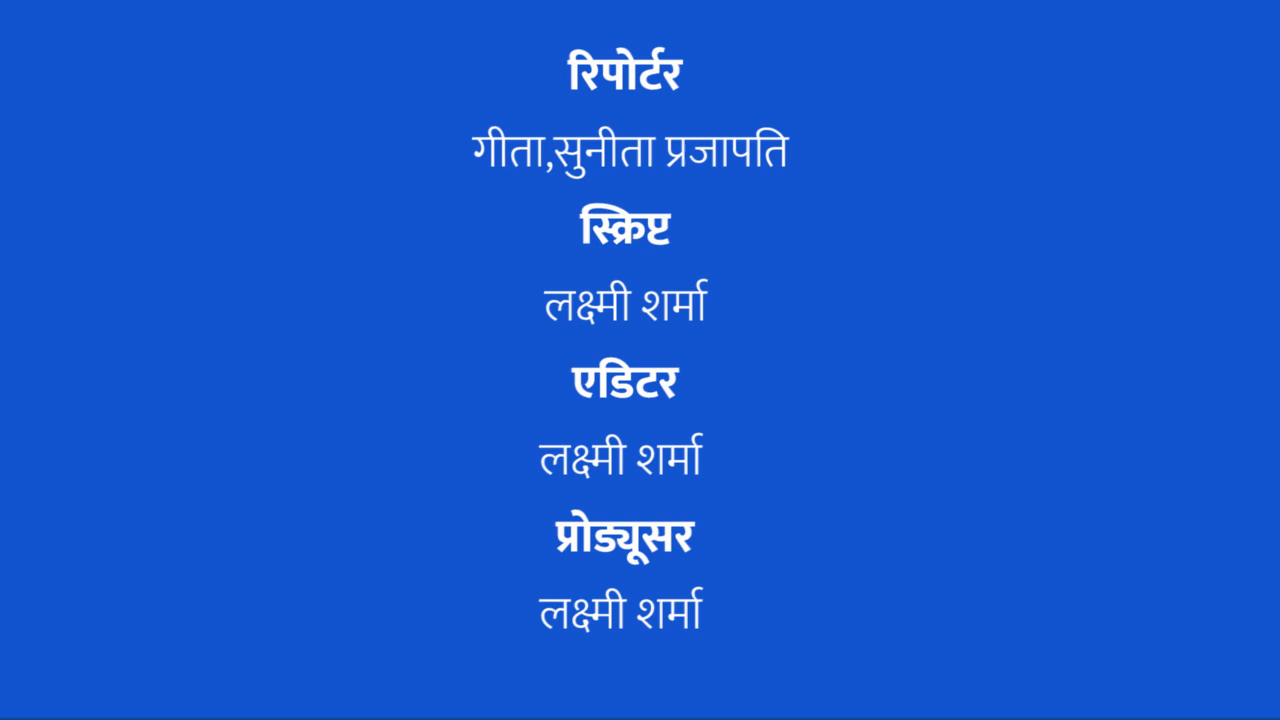 रिपोर्टर
गीता,सुनीता प्रजापति
स्क्रिप्ट
लक्ष्मी शर्मा
एडिटर
लक्ष्मी शर्मा
प्रोड्यूसर
लक्ष्मी शर्मा